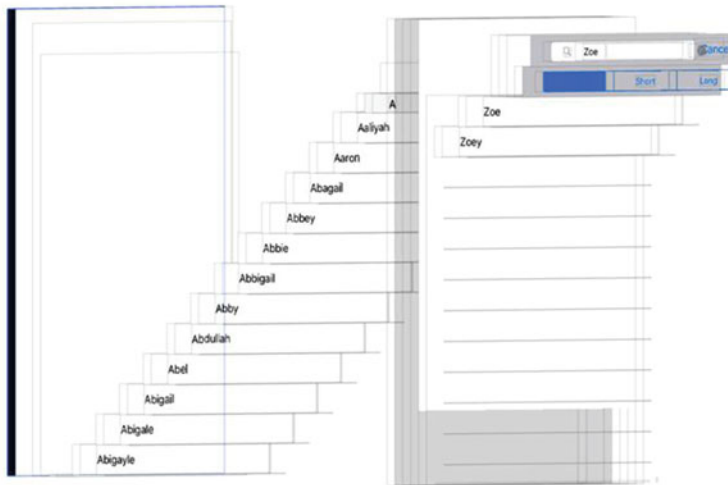 Zoe
Cancel
Short
Long
A
Aaliyah
Aaron
Abagail
Abbey
Abbie
Abbigail
Abby
Abdullah
Abel
Abigail
Abigale
Abigayle
Zoe
Zoey